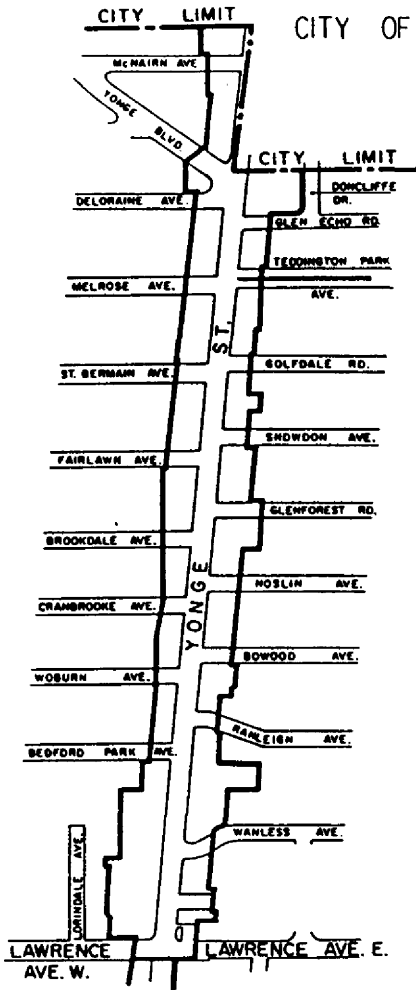 CITY LIMIT
CITY OF
McNAIRN AVE.
YONGE BLVD.
CITY LIMIT
DONCLIFFE
DR.
DELORAINE AVE.
GLEN ECHO RD.
TEDDINGTON PARK
AVE.
MELROSE AVE.
YONGE ST.
ST. GERMAIN AVE.
GOLFDALE RD.
SNOWDON AVE.
FAIRLAWN AVE.
GLENFOREST RD.
BROOKDALE AVE.
HOSLIN AVE.
CRANBROOKE AVE.
BOWOOD AVE.
WOBURN AVE.
RANLEIGH AVE.
BEDFORD PARK AVE.
WANLESS AVE.
LORINDALE AVE.
LAWRENCE
AVE. W.
LAWRENCE AVE. E.